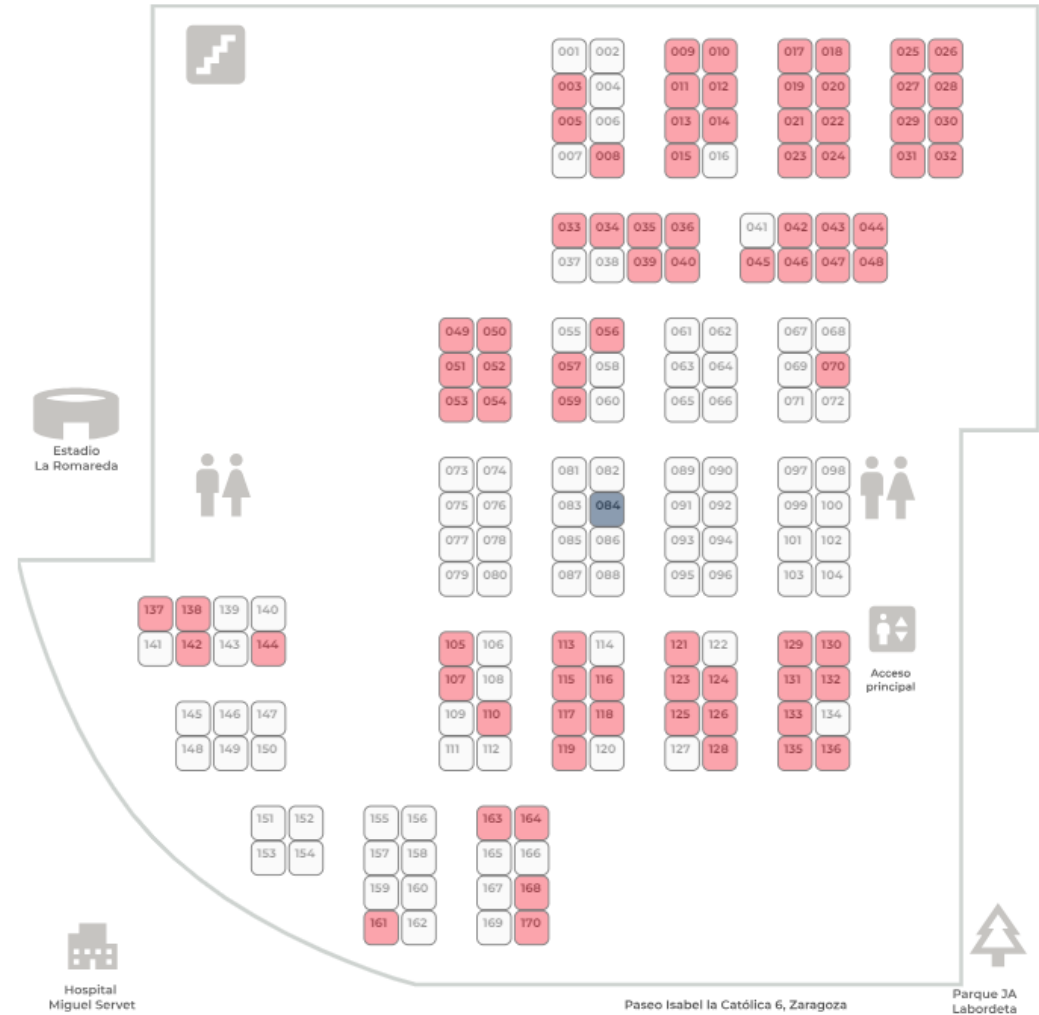 001 002 009 010 017 018 025 026
003 004 011 012 019 020 027 028
005 006 013 014 021 022 029 030
007 008 015 016 023 024 031 032
033 034 035 036 041 042 043 044
037 038 039 040 045 046 047 048
049 050 055 056 061 062 067 068
051 052 057 058 063 064 069 070
053 054 059 060 065 066 071 072
Estadio
La Romareda
073 074 081 082 089 090 097 098
075 076 083 084 091 092 099 100
077 078 085 086 093 094 101 102
079 080 087 088 095 096 103 104
137 138 139 140
141 142 143 144
105 106 113 114 121 122 129 130
107 108 115 116 123 124 131 132
109 110 117 118 125 126 133 134
111 112 119 120 127 128 135 136
Acceso
principal
145 146 147
148 149 150
151 152 155 156 163 164
153 154 157 158 165 166
159 160 167 168
161 162 169 170
Hospital
Miguel Servet
Paseo Isabel la Católica 6, Zaragoza
Parque JA
Labordeta